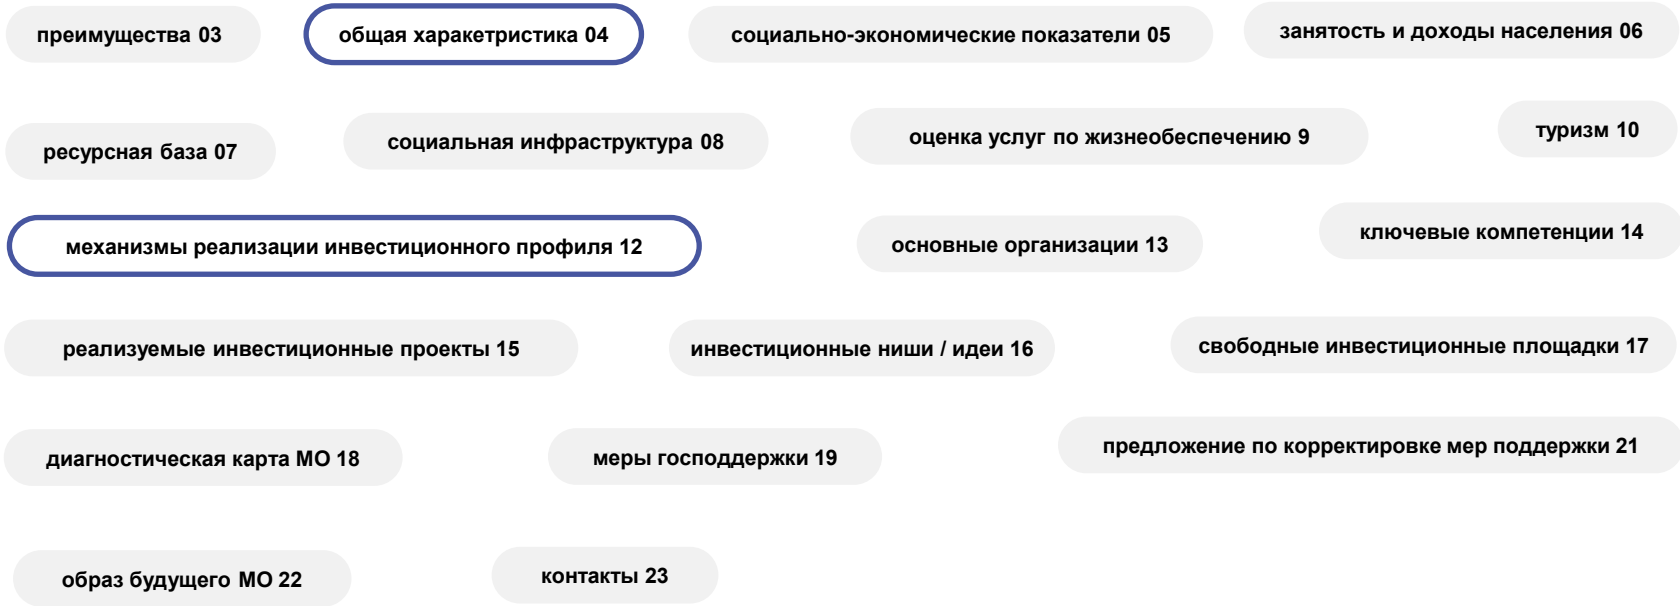 преимущества 03
общая характеристика 04
социально-экономические показатели 05
занятость и доходы населения 06
ресурсная база 07
социальная инфраструктура 08
оценка услуг по жизнеобеспечению 9
туризм 10
механизмы реализации инвестиционного профиля 12
основные организации 13
ключевые компетенции 14
реализуемые инвестиционные проекты 15
инвестиционные ниши / идеи 16
свободные инвестиционные площадки 17
диагностическая карта МО 18
меры господдержки 19
предложение по корректировке мер поддержки 21
образ будущего МО 22
контакты 23